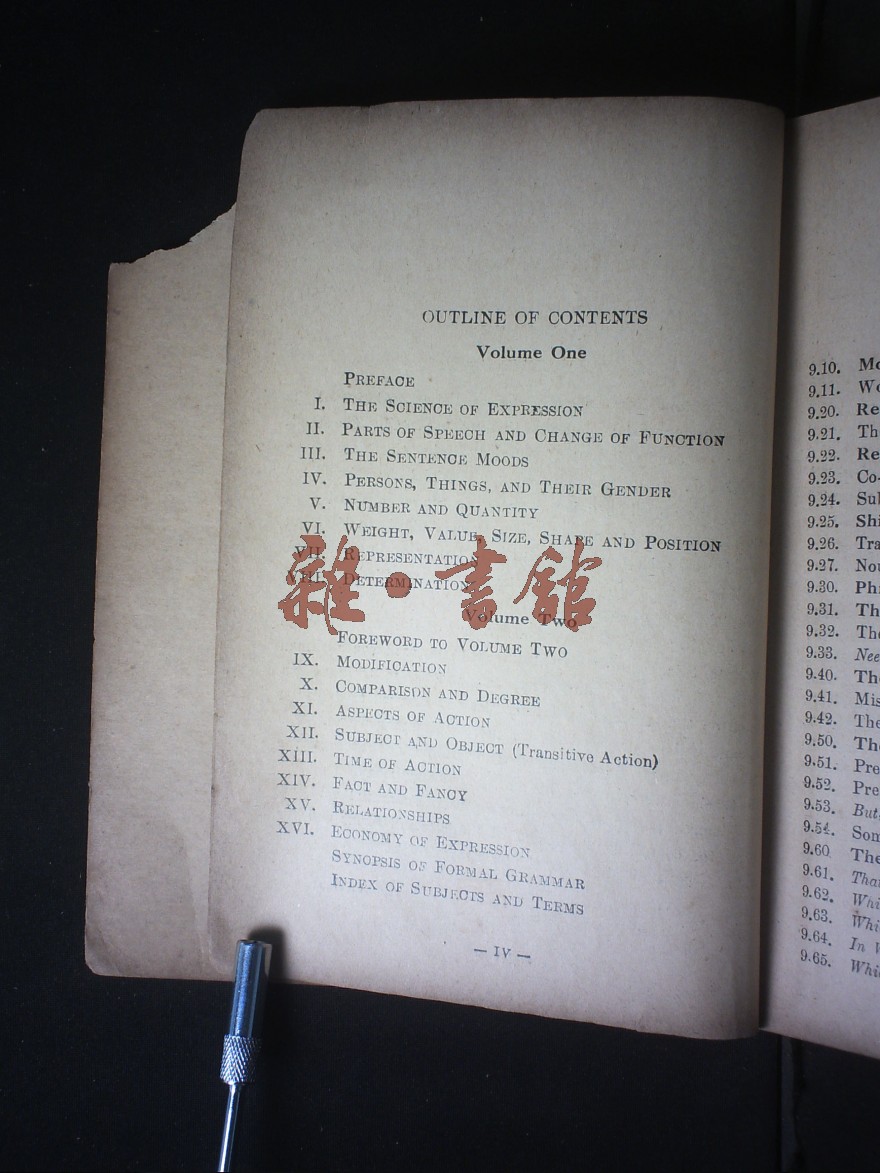 OUTLINE OF CONTENTS
Volume One
PREFACE
I. THE SCIENCE OF EXPRESSION
II. PARTS OF SPEECH AND CHANGE OF FUNCTION
III. THE SENTENCE MOODS
IV. PERSONS, THINGS, AND THEIR GENDER
V. NUMBER AND QUANTITY
VI. WEIGHT, VALUE, SIZE, SHAPE AND POSITION
VII. REPRESENTATION
VIII. DETERMINATION
雜·書館
Volume Two
FOREWORD TO VOLUME TWO
IX. MODIFICATION
X. COMPARISON AND DEGREE
XI. ASPECTS OF ACTION
XII. SUBJECT AND OBJECT (Transitive Action)
XIII. TIME OF ACTION
XIV. FACT AND FANCY
XV. RELATIONSHIPS
XVI. ECONOMY OF EXPRESSION
SYNOPSIS OF FORMAL GRAMMAR
INDEX OF SUBJECTS AND TERMS
— IV —
9.10.
9.11.
9.20.
9.21.
9.22.
9.23.
9.24.
9.25.
9.26.
9.27.
9.30.
9.31.
9.32.
9.33.
9.40.
9.41.
9.42.
9.50.
9.51.
9.52.
9.53. But,
9.54.
9.60
9.61.
9.62.
9.63.
9.64. In
9.65.